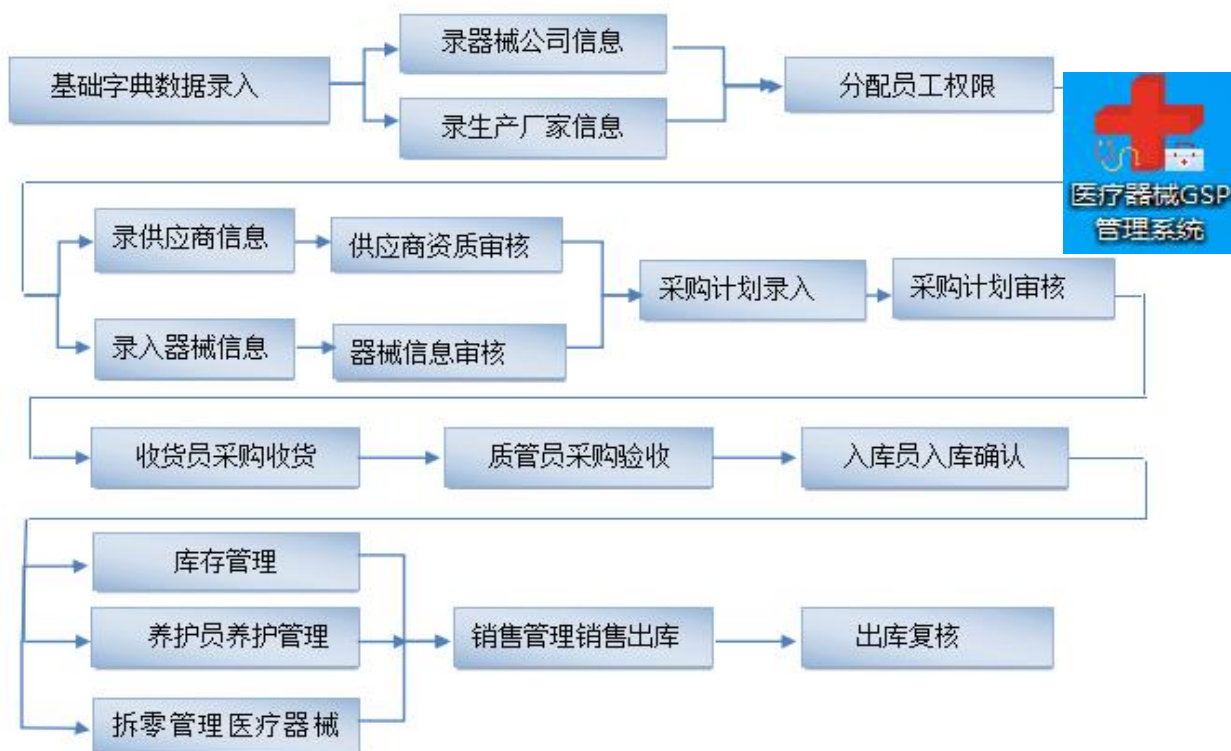 录器械公司信息
基础字典数据录入
分配员工权限
录生产厂家信息
医疗器械GSP
管理系统
录供应商信息
供应商资质审核
采购计划录入
采购计划审核
录入器械信息
器械信息审核
收货员采购收货
质管员采购验收
入库员入库确认
库存管理
养护员养护管理
销售管理销售出库
出库复核
拆零管理医疗器械